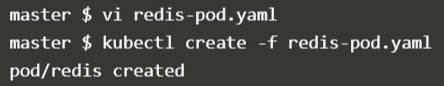 master $ vi redis-pod.yaml
master $ kubectl create -f redis-pod.yaml
pod/redis created